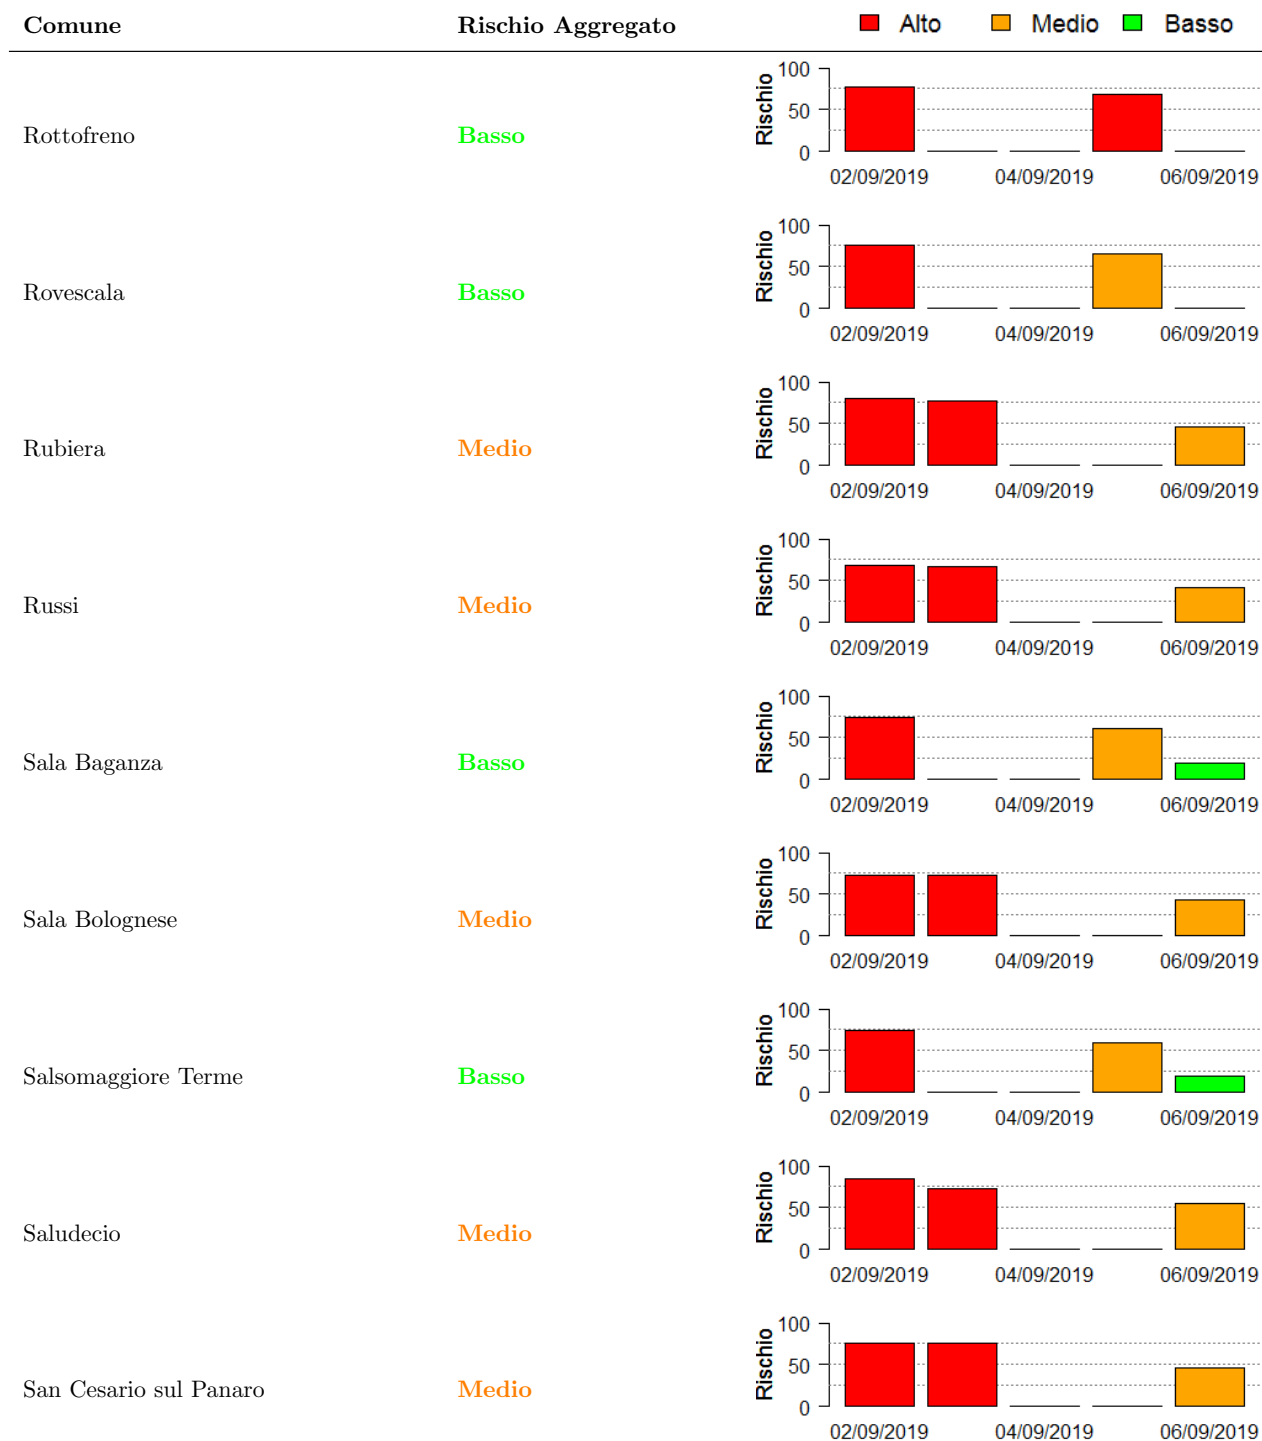 Comune Rischio Aggregato Alto Medio Basso
100
50
0
Rischio
Rottofreno Basso
02/09/2019 04/09/2019 06/09/2019
100
50
0
Rischio
Rovescala Basso
02/09/2019 04/09/2019 06/09/2019
100
50
0
Rischio
Rubiera Medio
02/09/2019 04/09/2019 06/09/2019
100
50
0
Rischio
Russi Medio
02/09/2019 04/09/2019 06/09/2019
100
50
0
Rischio
Sala Baganza Basso
02/09/2019 04/09/2019 06/09/2019
100
50
0
Rischio
Sala Bolognese Medio
02/09/2019 04/09/2019 06/09/2019
100
50
0
Rischio
Salsomaggiore Terme Basso
02/09/2019 04/09/2019 06/09/2019
100
50
0
Rischio
Saludecio Medio
02/09/2019 04/09/2019 06/09/2019
100
50
0
Rischio
San Cesario sul Panaro Medio
02/09/2019 04/09/2019 06/09/2019